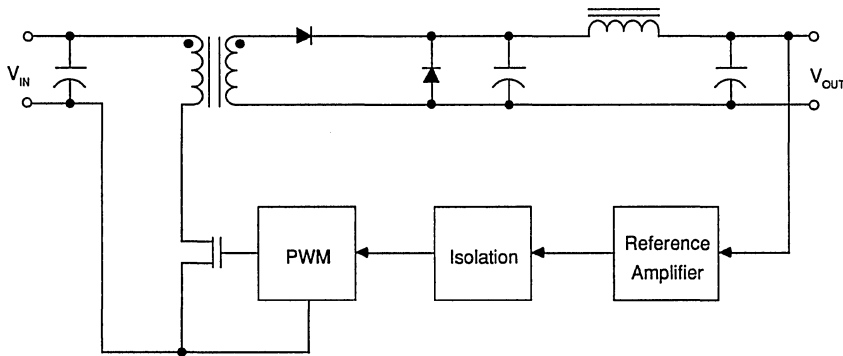 V_IN
V_OUT
PWM
Isolation
Reference
Amplifier